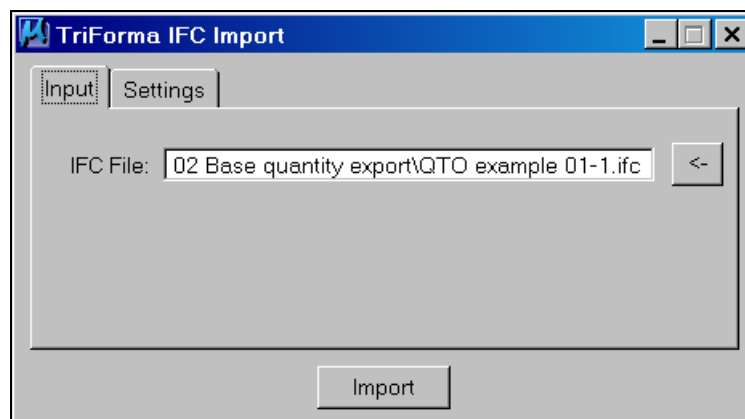 TriForma IFC Import
Input Settings
IFC File: 02 Base quantity export\QTO example 01-1.ifc <-
Import